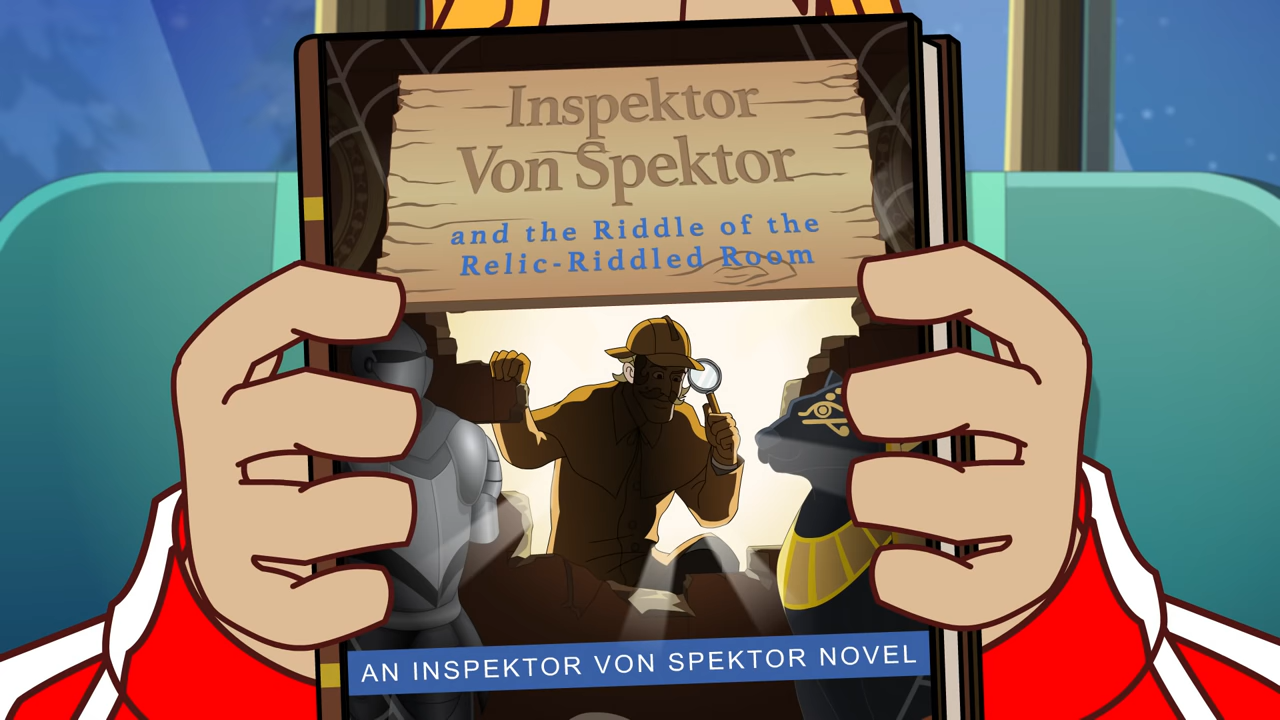 Inspektor
Von Spektor
and the Riddle of the
Relic-Riddled Room
AN INSPEKTOR VON SPEKTOR NOVEL